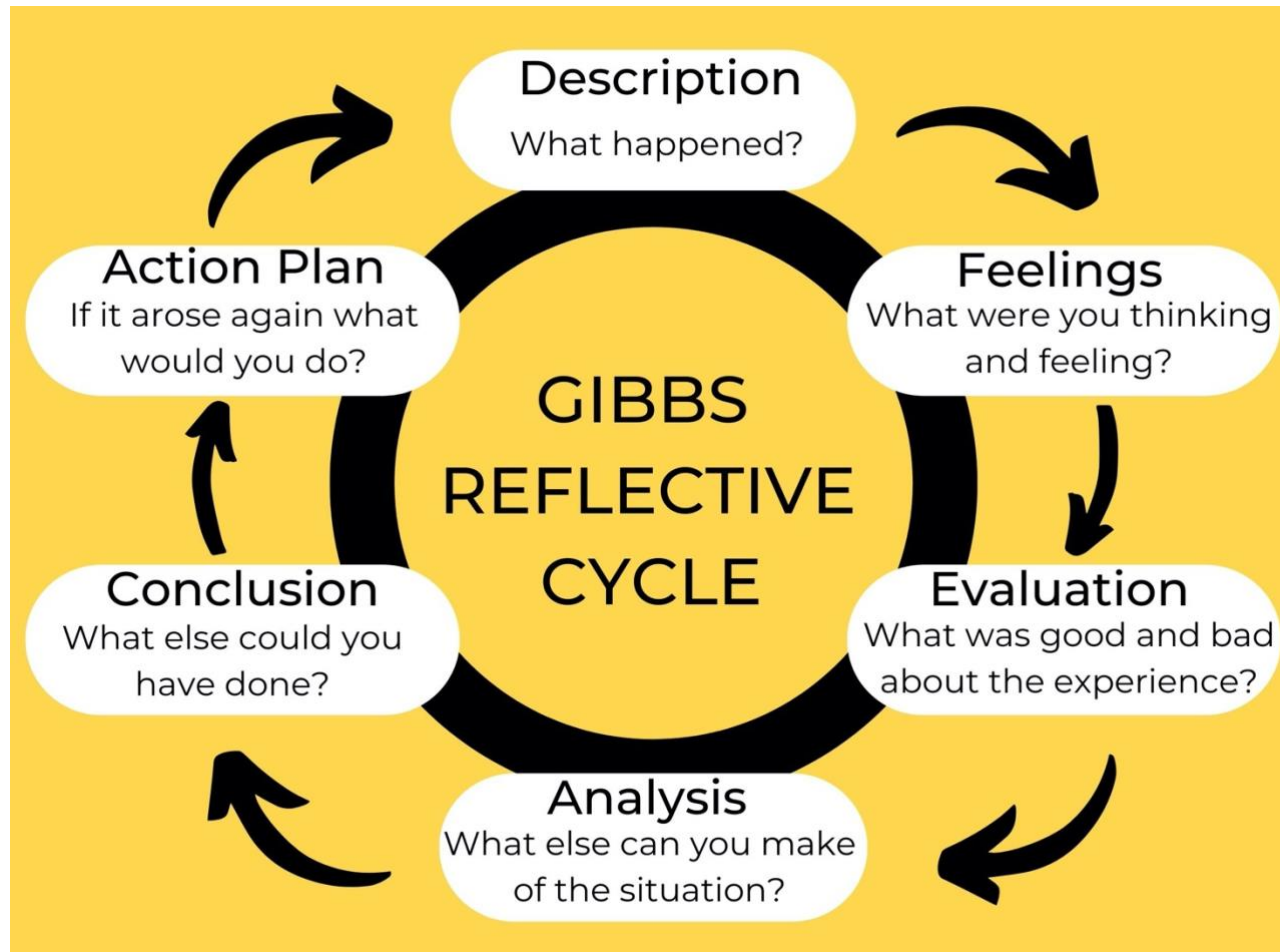 Description
What happened?
Feelings
What were you thinking
and feeling?
Evaluation
What was good and bad
about the experience?
Analysis
What else can you make
of the situation?
Conclusion
What else could you
have done?
Action Plan
If it arose again what
would you do?
GIBBS
REFLECTIVE
CYCLE